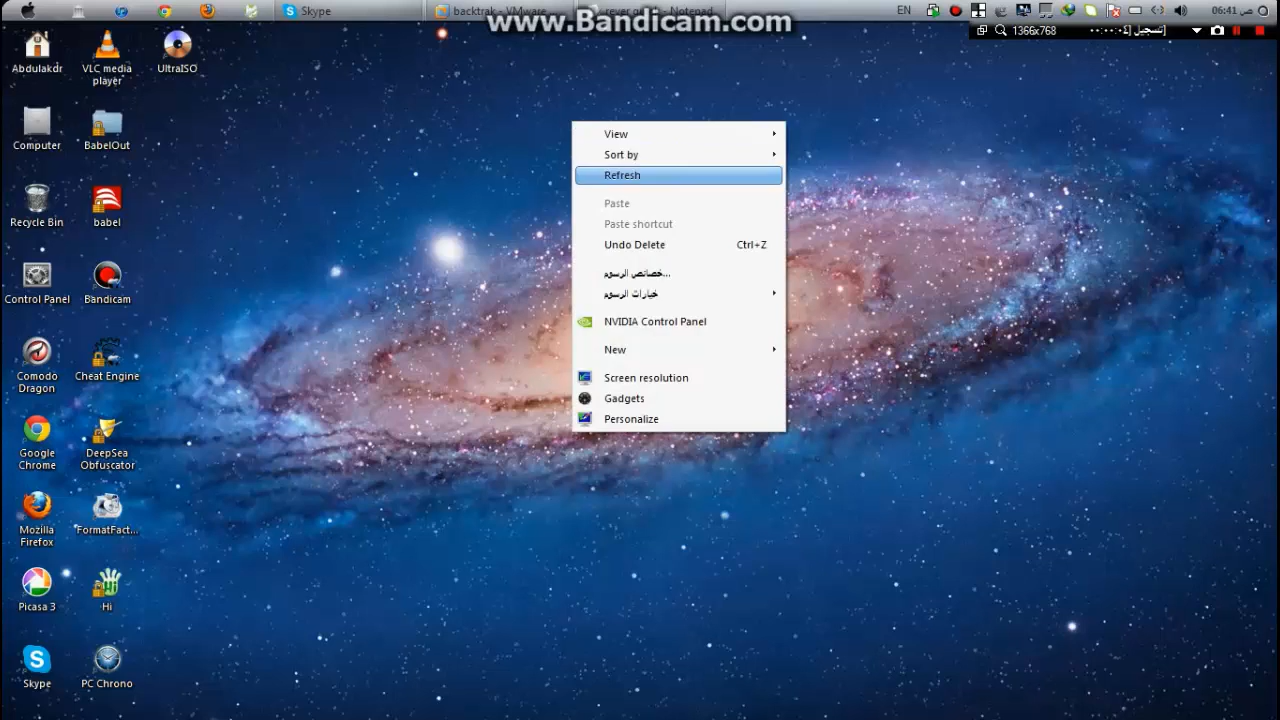 Skype
backtrak - VMware ...
Notepad
EN
06:41 ص
www.Bandicam.com
1366x768
[تسجيل
Abdulakdr
VLC media
player
UltraISO
Computer
BabelOut
Recycle Bin
babel
Control Panel
Bandicam
Comodo
Dragon
Cheat Engine
Google
Chrome
DeepSea
Obfuscator
Mozilla
Firefox
FormatFact...
Picasa 3
Hi
Skype
PC Chrono
View
Sort by
Refresh
Paste
Paste shortcut
Undo Delete Ctrl+Z
خصائص الرسوم...
خيارات الرسوم
NVIDIA Control Panel
New
Screen resolution
Gadgets
Personalize